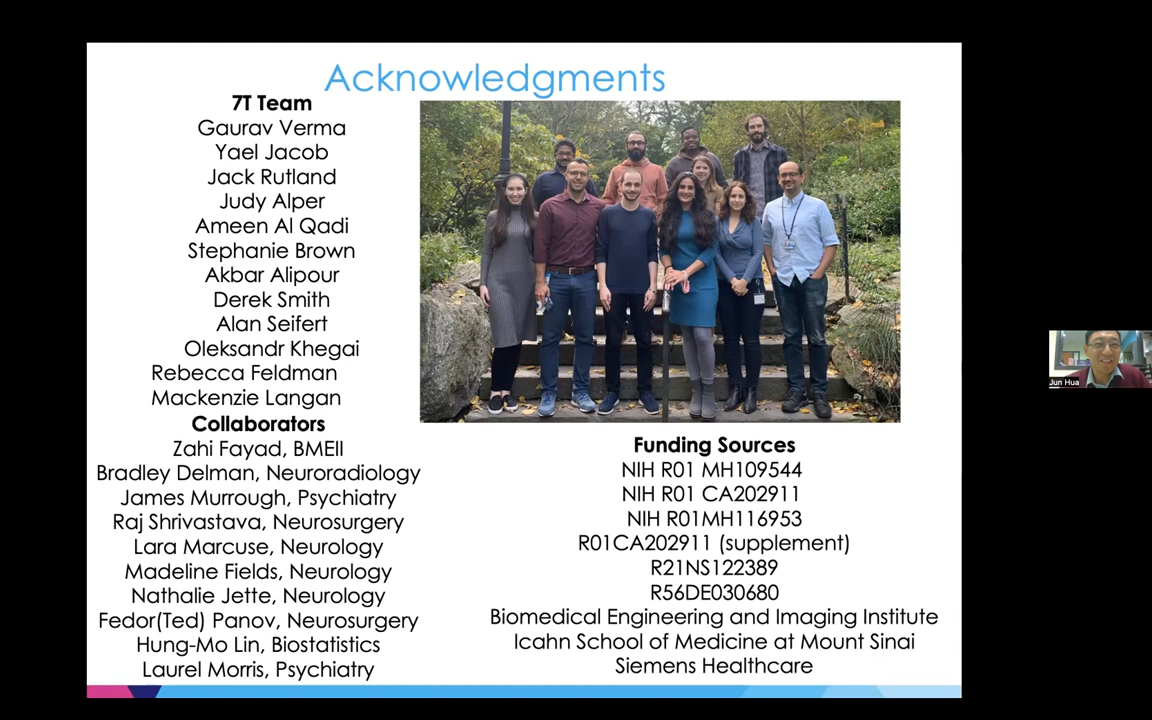 Acknowledgments
7T Team
Gaurav Verma
Yael Jacob
Jack Rutland
Judy Alper
Ameen Al Qadi
Stephanie Brown
Akbar Alipour
Derek Smith
Alan Seifert
Oleksandr Khegai
Rebecca Feldman
Mackenzie Langan
Collaborators
Zahi Fayad, BMEII
Bradley Delman, Neuroradiology
James Murrough, Psychiatry
Raj Shrivastava, Neurosurgery
Lara Marcuse, Neurology
Madeline Fields, Neurology
Nathalie Jette, Neurology
Fedor(Ted) Panov, Neurosurgery
Hung-Mo Lin, Biostatistics
Laurel Morris, Psychiatry
Funding Sources
NIH R01 MH109544
NIH R01 CA202911
NIH R01MH116953
R01CA202911 (supplement)
R21NS122389
R56DE030680
Biomedical Engineering and Imaging Institute
Icahn School of Medicine at Mount Sinai
Siemens Healthcare
Jun Hua